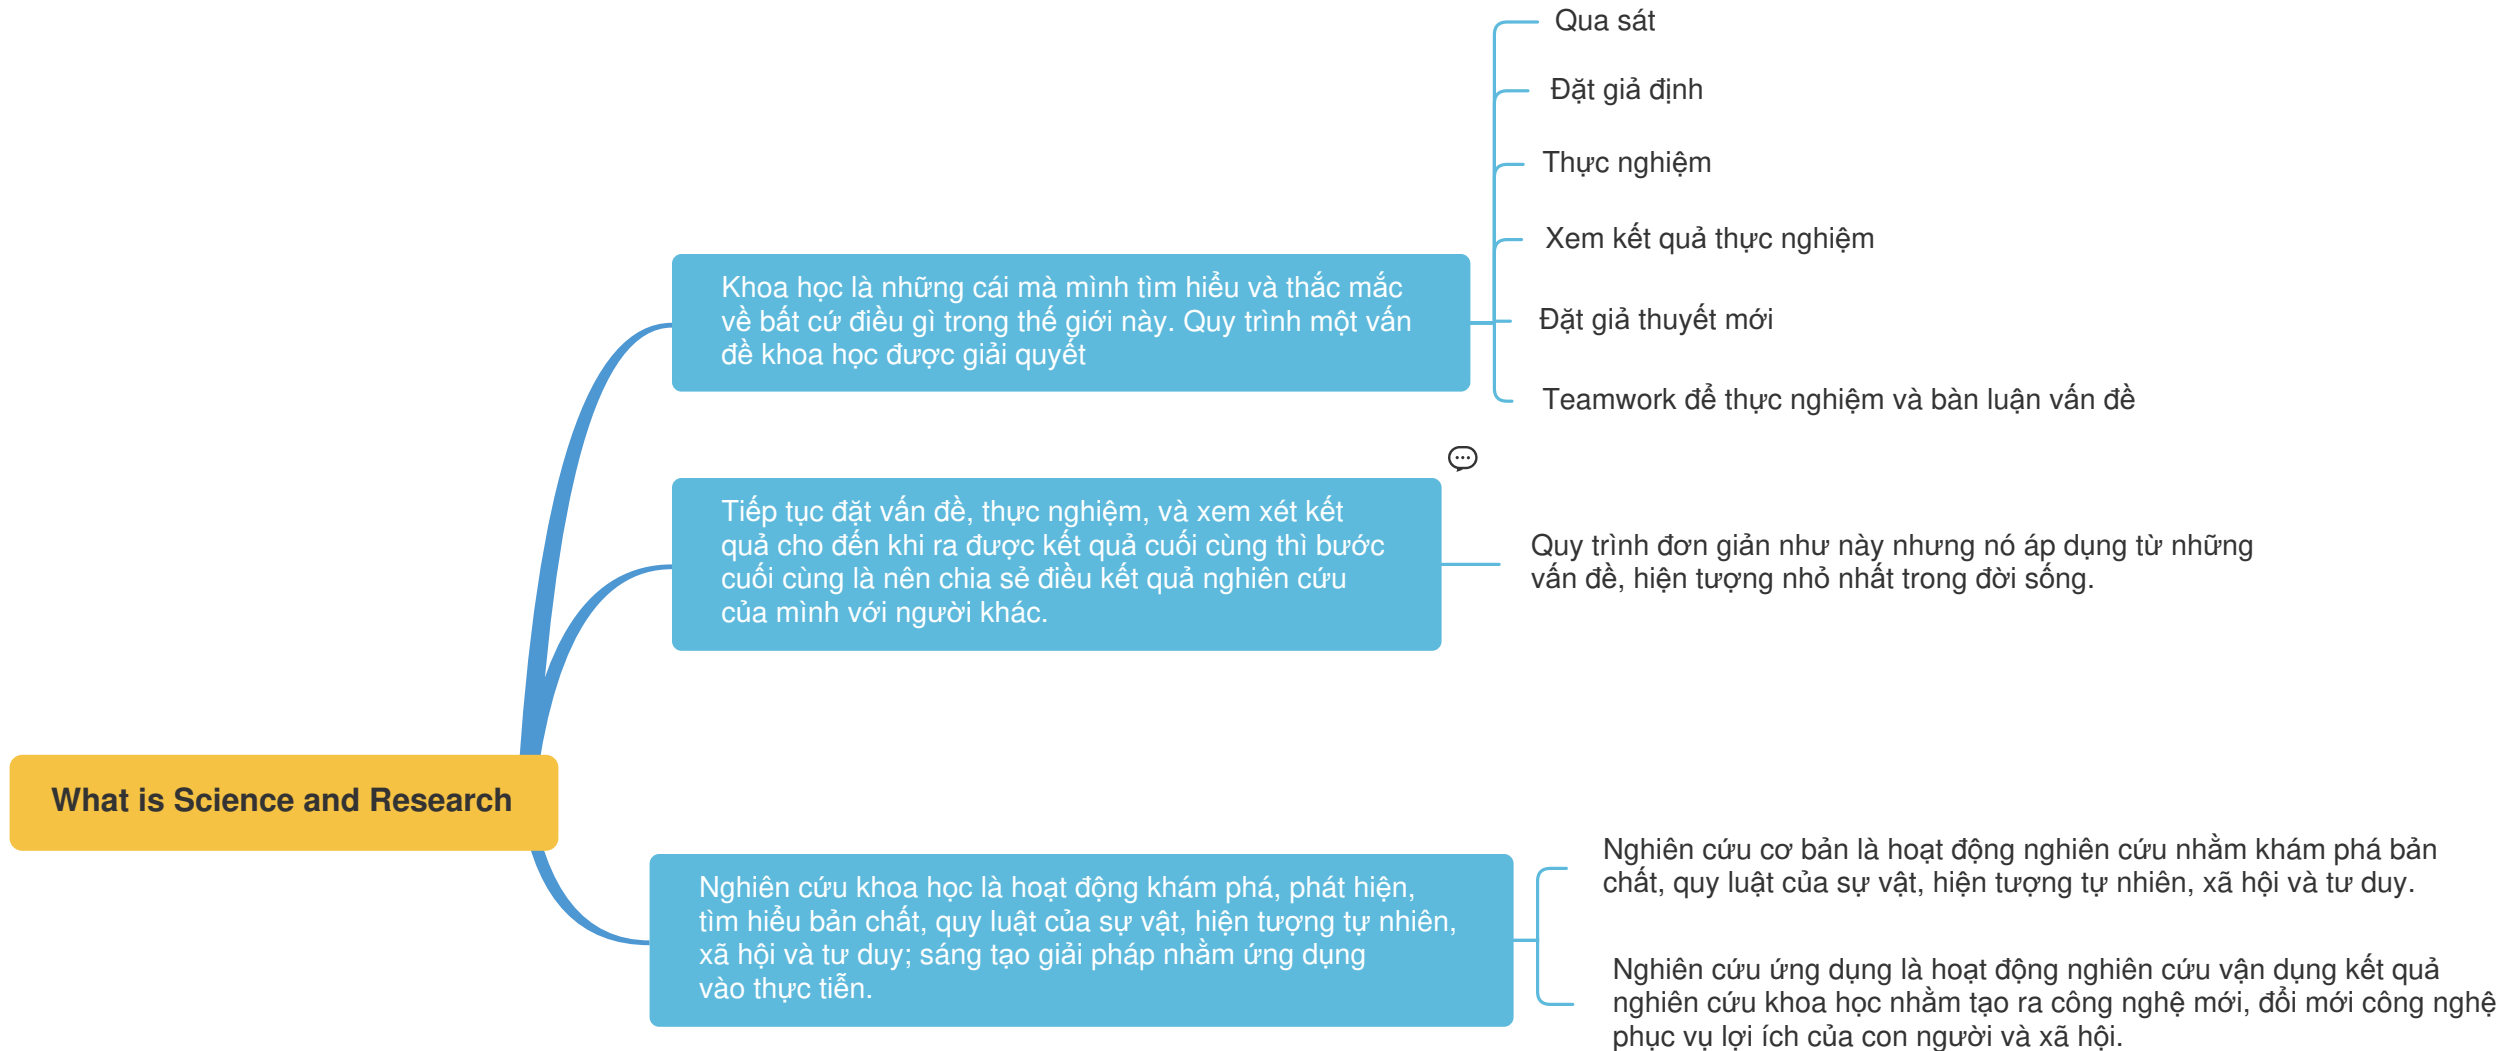 Qua sát
Đặt giả định
Thực nghiệm
Xem kết quả thực nghiệm
Khoa học là những cái mà mình tìm hiểu và thắc mắc
về bất cứ điều gì trong thế giới này. Quy trình một vấn
đề khoa học được giải quyết
Đặt giả thuyết mới
Teamwork để thực nghiệm và bàn luận vấn đề
Tiếp tục đặt vấn đề, thực nghiệm, và xem xét kết
quả cho đến khi ra được kết quả cuối cùng thì bước
cuối cùng là nên chia sẻ điều kết quả nghiên cứu
của mình với người khác.
Quy trình đơn giản như này nhưng nó áp dụng từ những
vấn đề, hiện tượng nhỏ nhất trong đời sống.
What is Science and Research
Nghiên cứu khoa học là hoạt động khám phá, phát hiện,
tìm hiểu bản chất, quy luật của sự vật, hiện tượng tự nhiên,
xã hội và tư duy; sáng tạo giải pháp nhằm ứng dụng
vào thực tiễn.
Nghiên cứu cơ bản là hoạt động nghiên cứu nhằm khám phá bản
chất, quy luật của sự vật, hiện tượng tự nhiên, xã hội và tư duy.
Nghiên cứu ứng dụng là hoạt động nghiên cứu vận dụng kết quả
nghiên cứu khoa học nhằm tạo ra công nghệ mới, đổi mới công nghệ
phục vụ lợi ích của con người và xã hội.